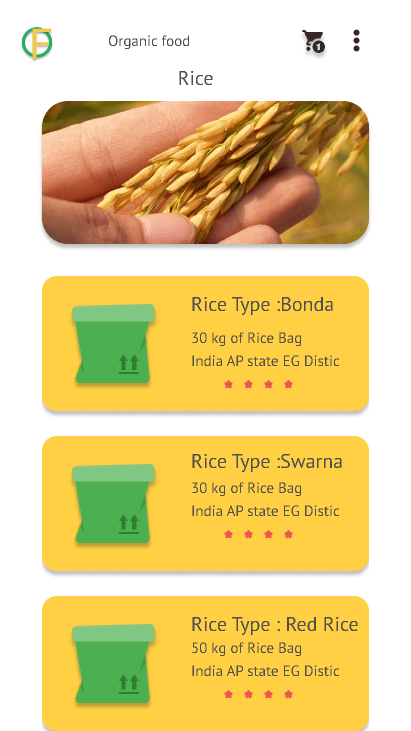 F
Organic food
1
Rice
Rice Type :Bonda
30 kg of Rice Bag
India AP state EG Distic
Rice Type :Swarna
30 kg of Rice Bag
India AP state EG Distic
Rice Type : Red Rice
50 kg of Rice Bag
India AP state EG Distic